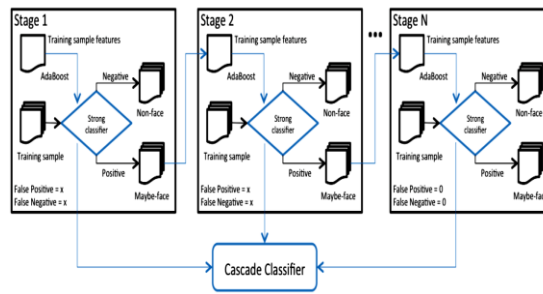 Stage 1
Training sample features
AdaBoost
Negative
Non-face
Strong
classifier
Training sample
Positive
Maybe-face
False Positive = x
False Negative = x
Stage 2
Training sample features
AdaBoost
Negative
Non-face
Strong
classifier
Training sample
Positive
Maybe-face
False Positive = x
False Negative = x
...
Stage N
Training sample features
AdaBoost
Negative
Non-face
Strong
classifier
Training sample
Positive
Maybe-face
False Positive = 0
False Negative = 0
Cascade Classifier